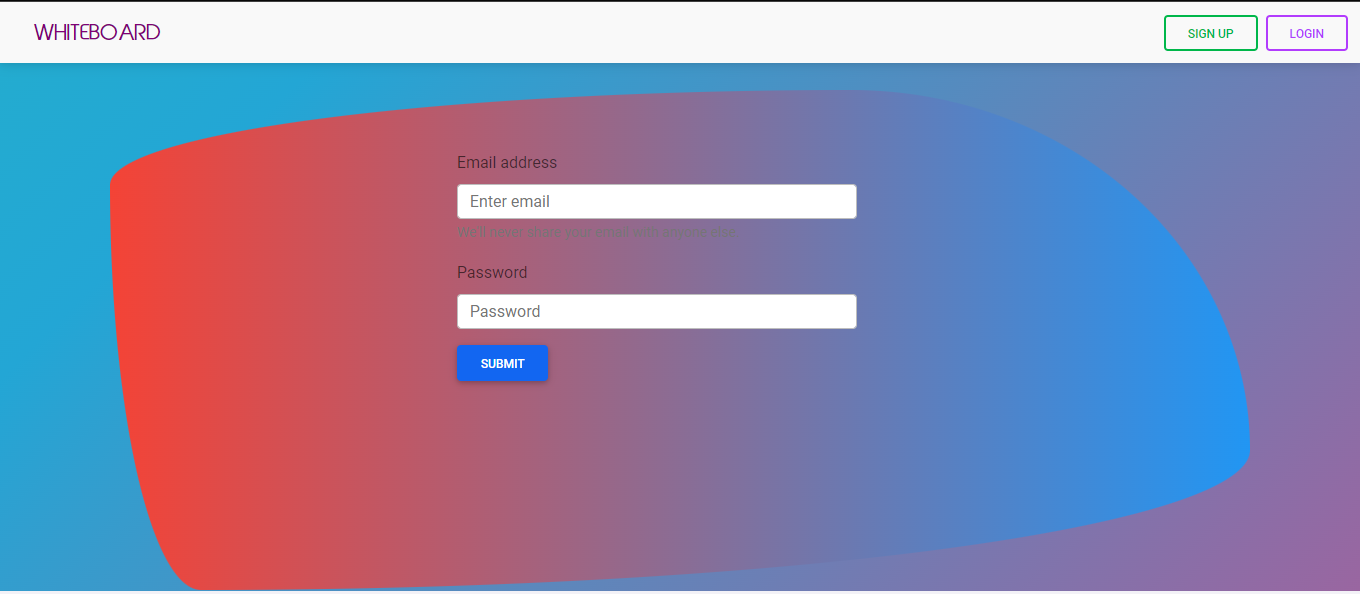 WHITEBOARD
SIGN UP
LOGIN
Email address
Enter email
We'll never share your email with anyone else.
Password
Password
SUBMIT